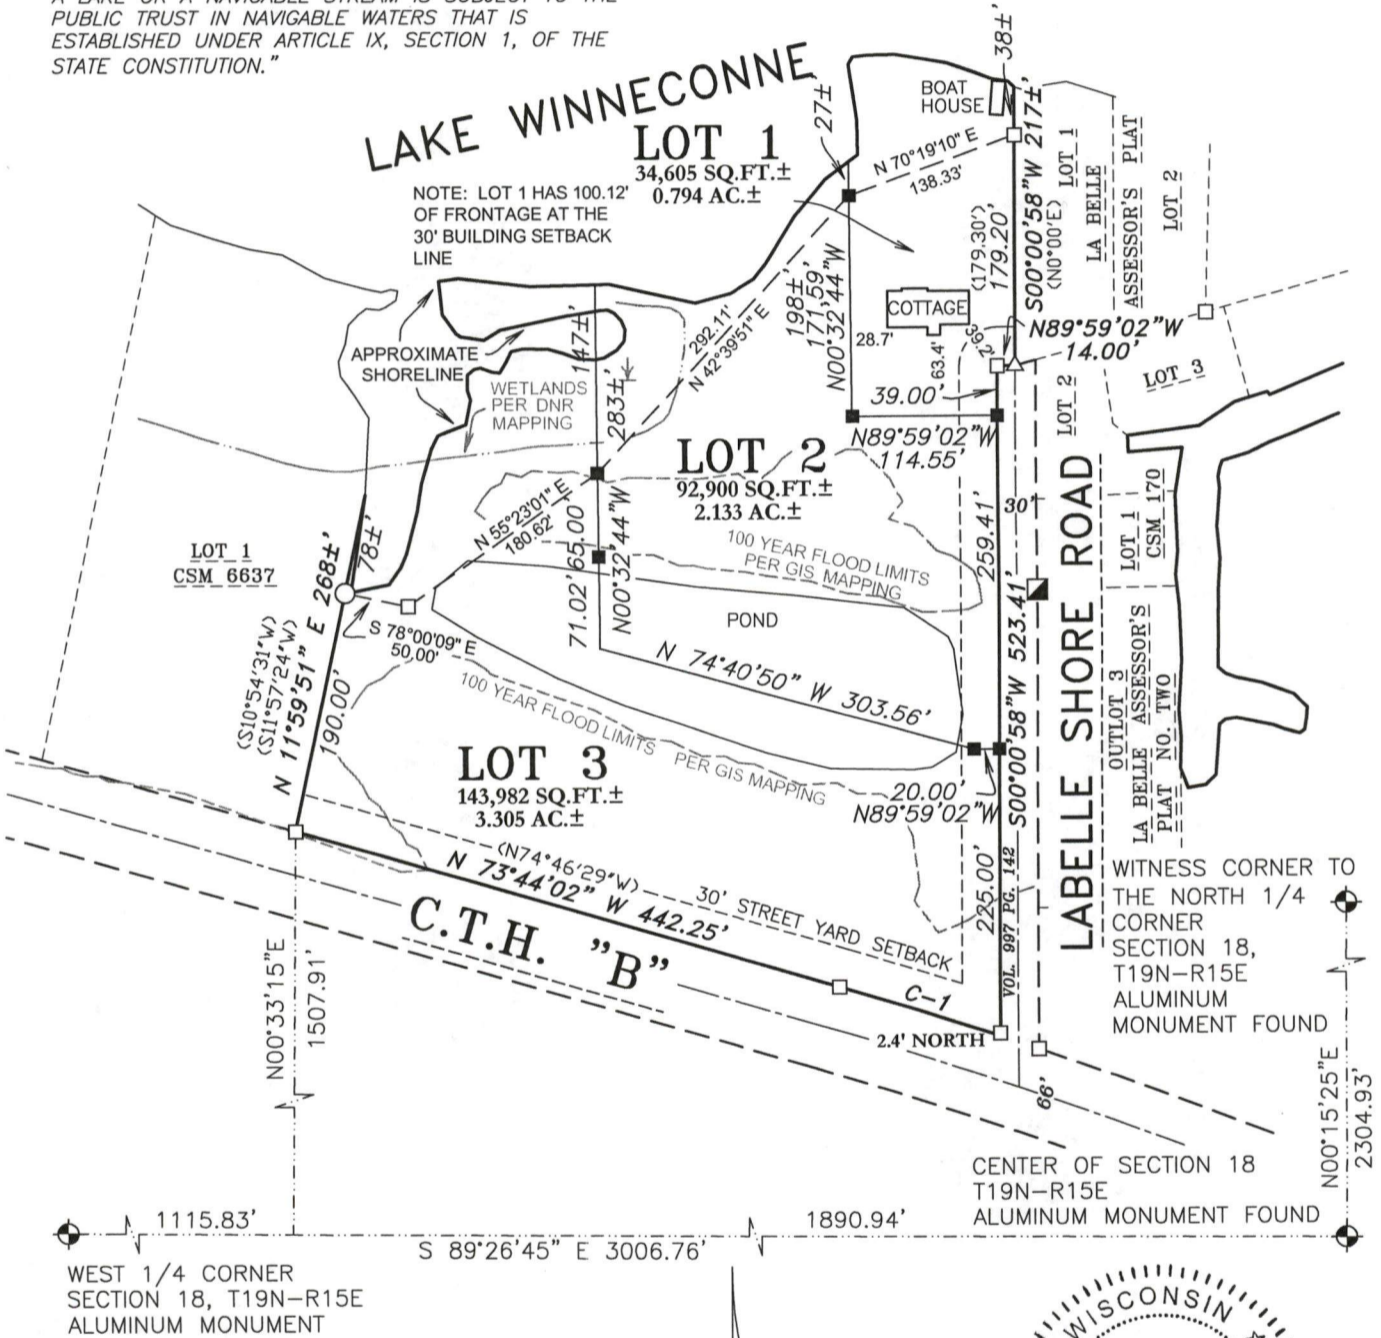 A LAKE OR A NAVIGABLE STREAM IS SUBJECT TO THE
PUBLIC TRUST IN NAVIGABLE WATERS THAT IS
ESTABLISHED UNDER ARTICLE IX, SECTION 1, OF THE
STATE CONSTITUTION."
LAKE WINNECONNE
BOAT
HOUSE
38±'
27±'
LOT 1
34,605 SQ.FT.±
0.794 AC.±
N 70°19'10" E
138.33'
NOTE: LOT 1 HAS 100.12'
OF FRONTAGE AT THE
30' BUILDING SETBACK
LINE
S00°00'58"W 217±'
(N0°00'E)
(179.30')
179.20'
LOT 1
LA BELLE
ASSESSOR'S PLAT
LOT 2
198±'
171.59'
N00°32'44"W
COTTAGE
28.7'
63.4'
39.2'
N89°59'02"W
14.00'
LOT 3
LOT 2
39.00'
N89°59'02"W
114.55'
292.11'
N 42°39'51" E
147±'
283±'
APPROXIMATE
SHORELINE
WETLANDS
PER DNR
MAPPING
LOT 2
92,900 SQ.FT.±
2.133 AC.±
N 55°23'01" E
180.62'
30'
259.41'
100 YEAR FLOOD LIMITS
PER GIS MAPPING
LOT 1
CSM 170
LOT 1
CSM 6637
78±'
N 11°59'51" E 268±'
(S11°57'24"W)
(S10°54'31"W)
190.00'
S 78°00'09" E
50.00'
71.02'
65.00'
N00°32'44"W
POND
N 74°40'50" W 303.56'
S00°00'58"W 523.41'
LABELLE SHORE ROAD
OUTLOT 3
LA BELLE ASSESSOR'S
PLAT NO. TWO
100 YEAR FLOOD LIMITS PER GIS MAPPING
LOT 3
143,982 SQ.FT.±
3.305 AC.±
20.00'
N89°59'02"W
225.00'
VOL. 997 PG. 142
(N74°46'29"W)
N 73°44'02" W 442.25'
30' STREET YARD SETBACK
C-1
C.T.H. "B"
2.4' NORTH
66'
WITNESS CORNER TO
THE NORTH 1/4
CORNER
SECTION 18,
T19N-R15E
ALUMINUM
MONUMENT FOUND
N00°33'15"E
1507.91'
N00°15'25"E
2304.93'
CENTER OF SECTION 18
T19N-R15E
ALUMINUM MONUMENT FOUND
1115.83'
1890.94'
S 89°26'45" E 3006.76'
WEST 1/4 CORNER
SECTION 18, T19N-R15E
ALUMINUM MONUMENT
WISCONSIN